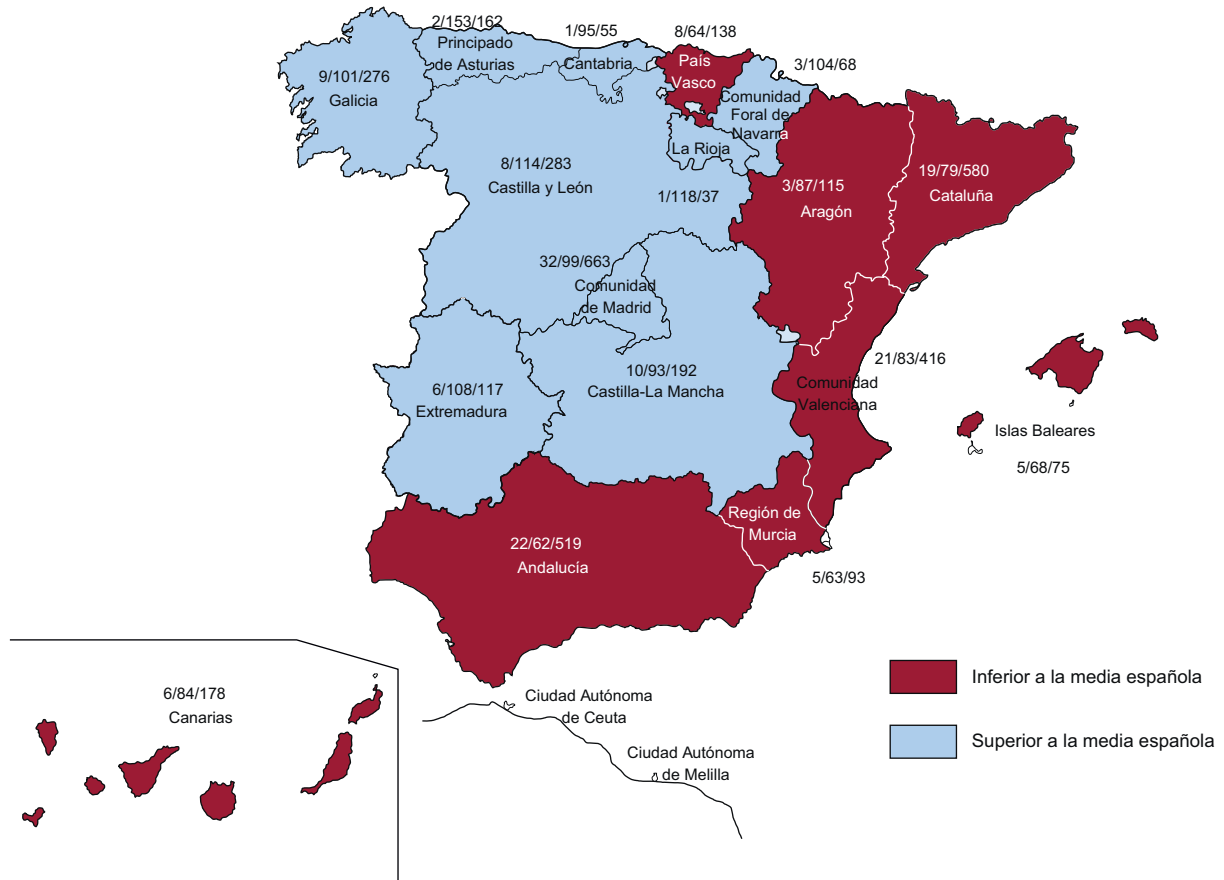 2/153/162
Principado
de Asturias
1/95/55
Cantabria
8/64/138
País
Vasco
3/104/68
Comunidad
Foral de
Navarra
9/101/276
Galicia
La Rioja
8/114/283
Castilla y León
1/118/37
3/87/115
Aragón
19/79/580
Cataluña
32/99/663
Comunidad
de Madrid
21/83/416
Comunidad
Valenciana
10/93/192
Castilla-La Mancha
6/108/117
Extremadura
Islas Baleares
5/68/75
Región de
Murcia
5/63/93
22/62/519
Andalucía
6/84/178
Canarias
Ciudad Autónoma
de Ceuta
Ciudad Autónoma
de Melilla
Inferior a la media española
Superior a la media española